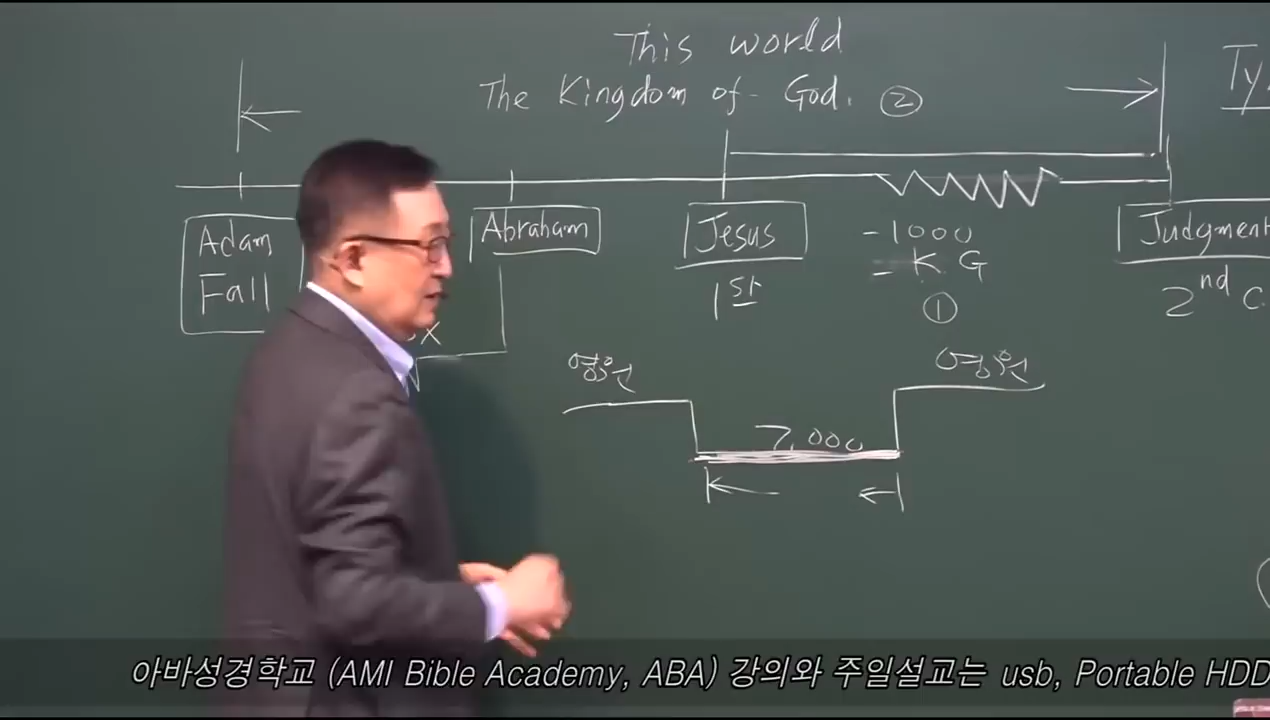 This world
The Kingdom of God. ②
Ty
Adam
Fall
Abraham
Jesus
1st
-1000
= K G
①
Judgment
2nd C
x
영원
7,000
영원
아바성경학교 (AMI Bible Academy, ABA) 강의와 주일설교는 usb, Portable HDD